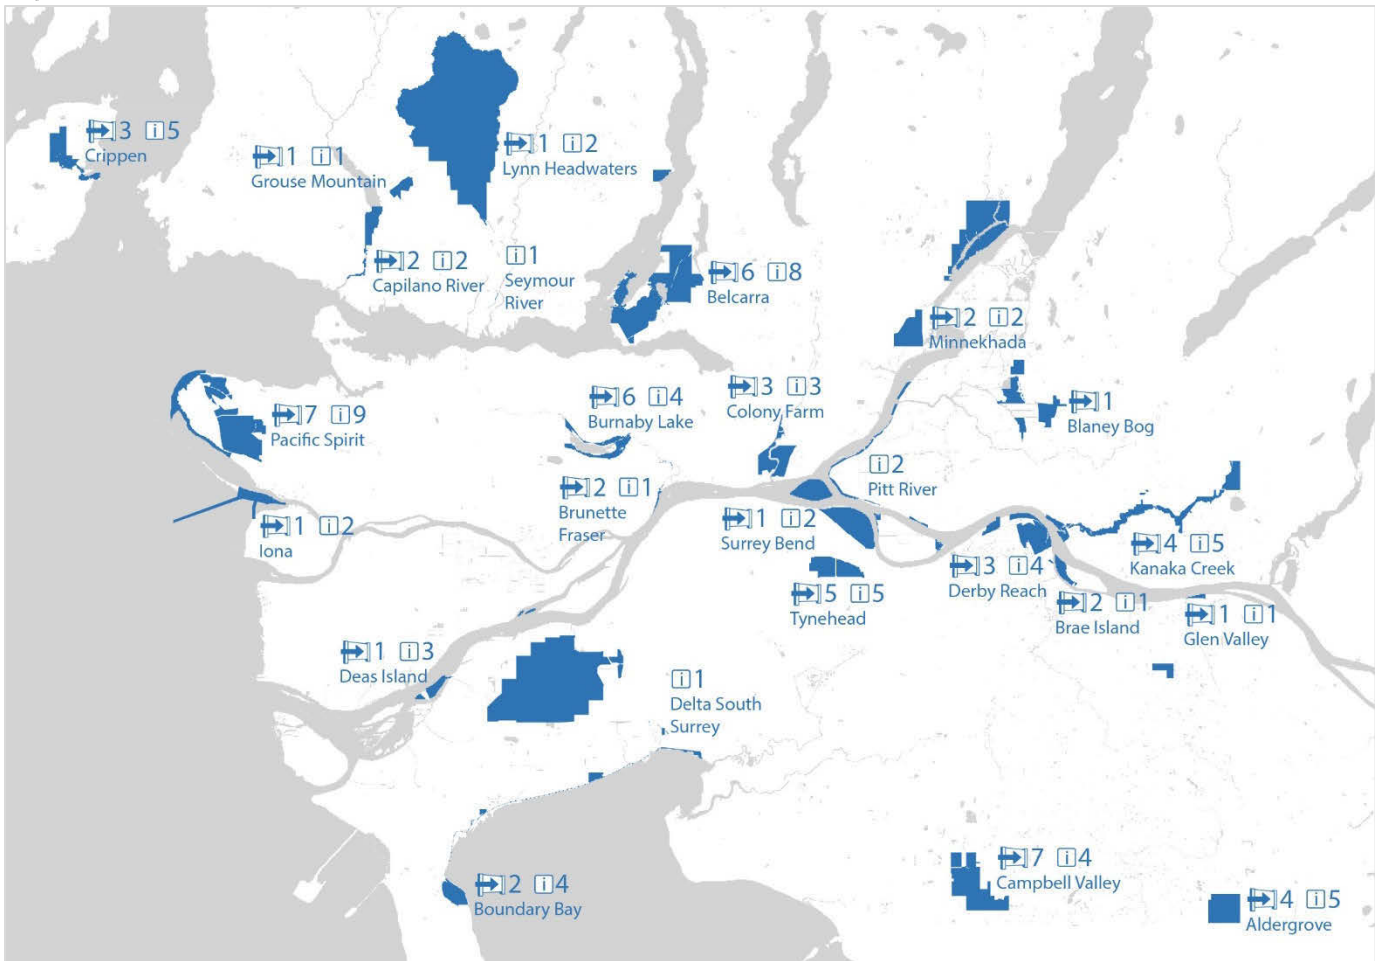 3 i 5
Crippen
1 i 1
Grouse Mountain
1 i 2
Lynn Headwaters
2 i 2
Capilano River
i 1
Seymour
River
6 i 8
Belcarra
2 i 2
Minnekhada
7 i 9
Pacific Spirit
6 i 4
Burnaby Lake
3 i 3
Colony Farm
1
Blaney Bog
i 2
Pitt River
2 i 1
Brunette
Fraser
1 i 2
Iona
1 i 2
Surrey Bend
4 i 5
Kanaka Creek
3 i 4
Derby Reach
5 i 5
Tynehead
2 i 1
Brae Island
1 i 1
Glen Valley
1 i 3
Deas Island
i 1
Delta South
Surrey
7 i 4
Campbell Valley
2 i 4
Boundary Bay
4 i 5
Aldergrove